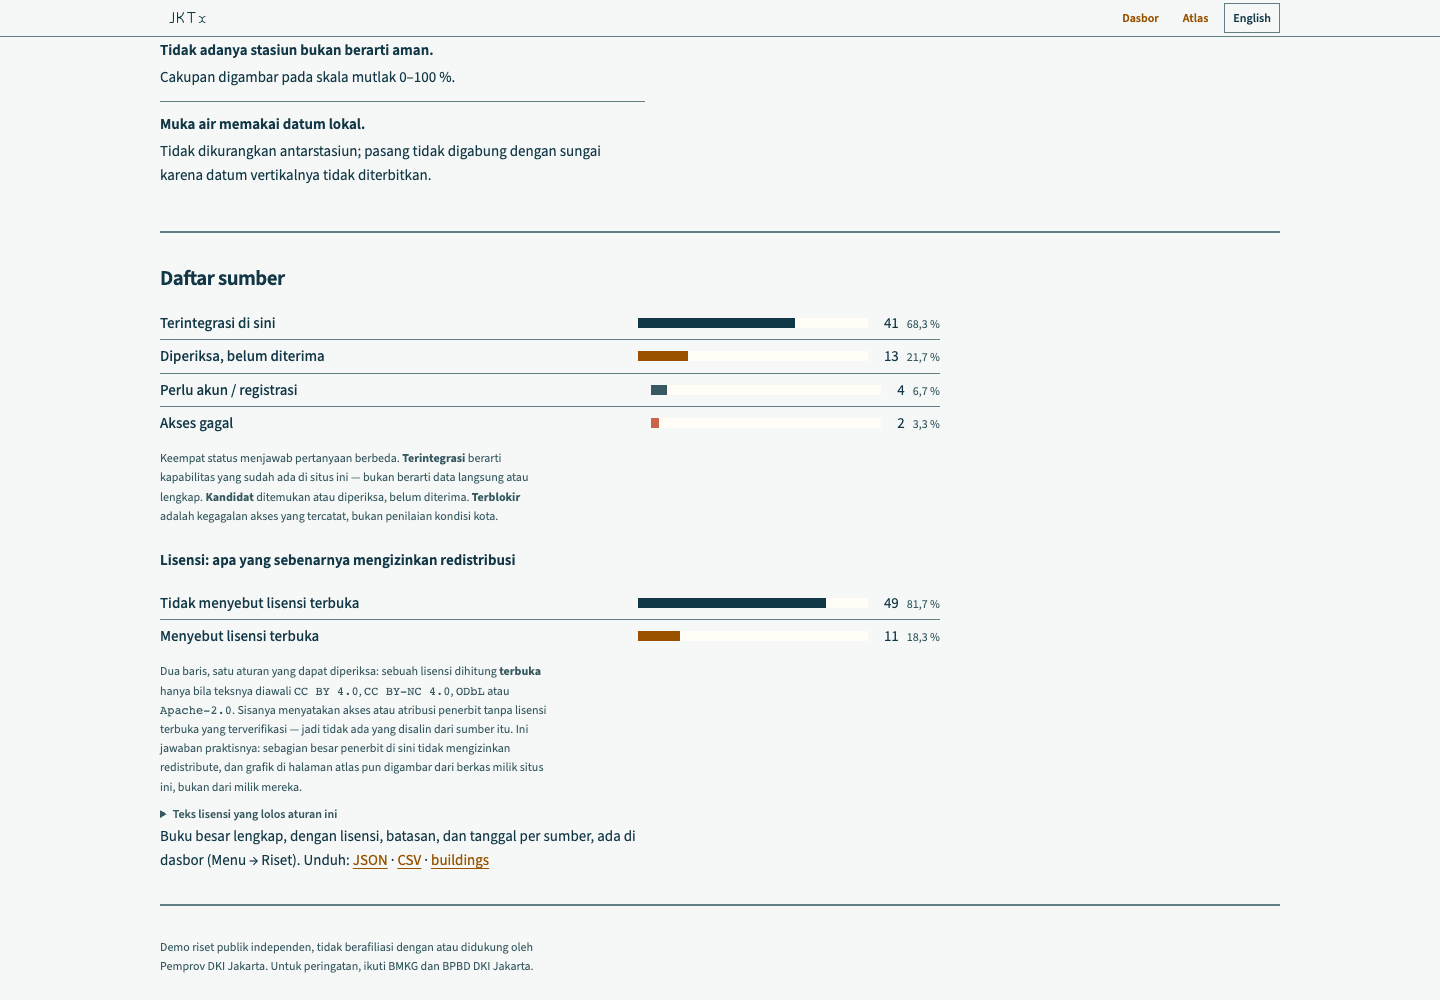 JKTx
Dasbor Atlas English
Tidak adanya stasiun bukan berarti aman.
Cakupan digambar pada skala mutlak 0–100 %.
Muka air memakai datum lokal.
Tidak dikurangkan antarstasiun; pasang tidak digabung dengan sungai
karena datum vertikalnya tidak diterbitkan.
Daftar sumber
Terintegrasi di sini 41 68,3 %
Diperiksa, belum diterima 13 21,7 %
Perlu akun / registrasi 4 6,7 %
Akses gagal 2 3,3 %
Keempat status menjawab pertanyaan berbeda. Terintegrasi berarti
kapabilitas yang sudah ada di situs ini — bukan berarti data langsung atau
lengkap. Kandidat ditemukan atau diperiksa, belum diterima. Terblokir
adalah kegagalan akses yang tercatat, bukan penilaian kondisi kota.
Lisensi: apa yang sebenarnya mengizinkan redistribusi
Tidak menyebut lisensi terbuka 49 81,7 %
Menyebut lisensi terbuka 11 18,3 %
Dua baris, satu aturan yang dapat diperiksa: sebuah lisensi dihitung terbuka
hanya bila teksnya diawali CC BY 4.0, CC BY-NC 4.0, ODbL atau
Apache-2.0. Sisanya menyatakan akses atau atribusi penerbit tanpa lisensi
terbuka yang terverifikasi — jadi tidak ada yang disalin dari sumber itu. Ini
jawaban praktisnya: sebagian besar penerbit di sini tidak mengizinkan
redistribute, dan grafik di halaman atlas pun digambar dari berkas milik situs
ini, bukan dari milik mereka.
▶ Teks lisensi yang lolos aturan ini
Buku besar lengkap, dengan lisensi, batasan, dan tanggal per sumber, ada di
dasbor (Menu → Riset). Unduh: JSON · CSV · buildings
Demo riset publik independen, tidak berafiliasi dengan atau didukung oleh
Pemprov DKI Jakarta. Untuk peringatan, ikuti BMKG dan BPBD DKI Jakarta.